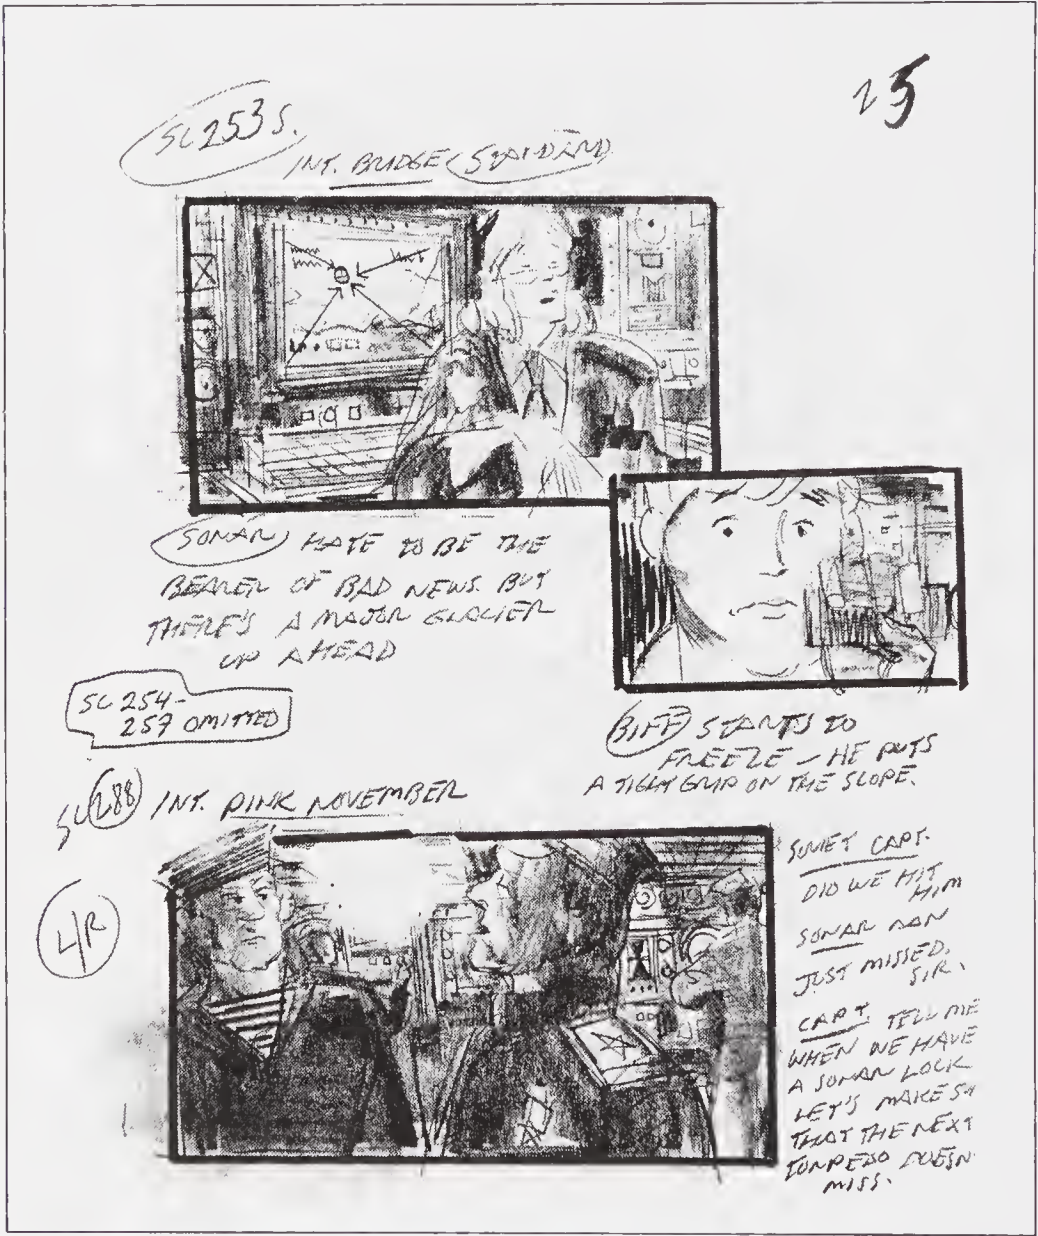 25
SC 253 S.
INT. BRIDGE STANDARD
SONAR HATE TO BE THE
BEARER OF BAD NEWS. BUT
THERE'S A MAJOR GLACIER
UP AHEAD
SC 254-
257 OMITTED
BIFF STARTS TO
FREEZE – HE PUTS
A TIGHT GRIP ON THE SLOPE.
SC 288 INT. PINK NOVEMBER
SOVIET CAPT.
DID WE HIT
HIM
SONAR MAN
JUST MISSED,
SIR.
CAPT. TELL ME
WHEN WE HAVE
A SONAR LOCK
LET'S MAKE
THAT THE NEXT
TORPEDO DOESN
MISS.